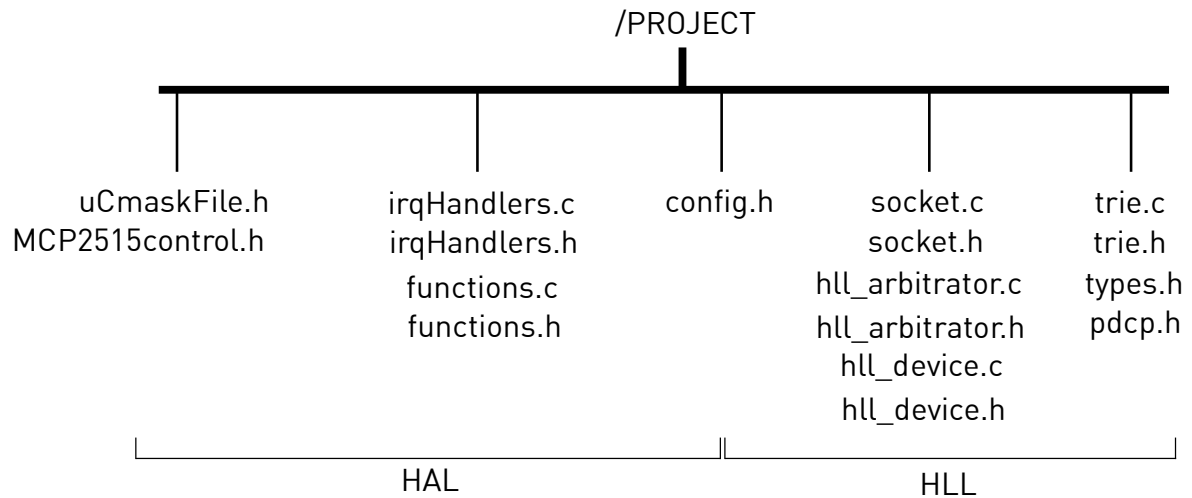 /PROJECT
uCmaskFile.h
MCP2515control.h
irqHandlers.c
irqHandlers.h
functions.c
functions.h
config.h
socket.c
socket.h
hll_arbitrator.c
hll_arbitrator.h
hll_device.c
hll_device.h
trie.c
trie.h
types.h
pdcp.h
HAL
HLL